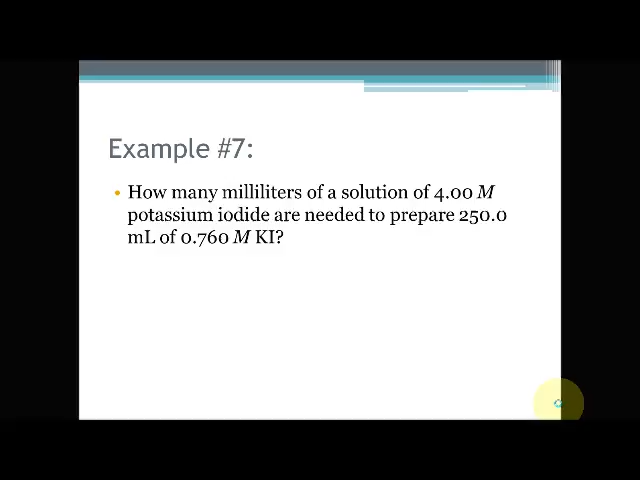 Example #7:
• How many milliliters of a solution of 4.00 M
potassium iodide are needed to prepare 250.0
mL of 0.760 M KI?